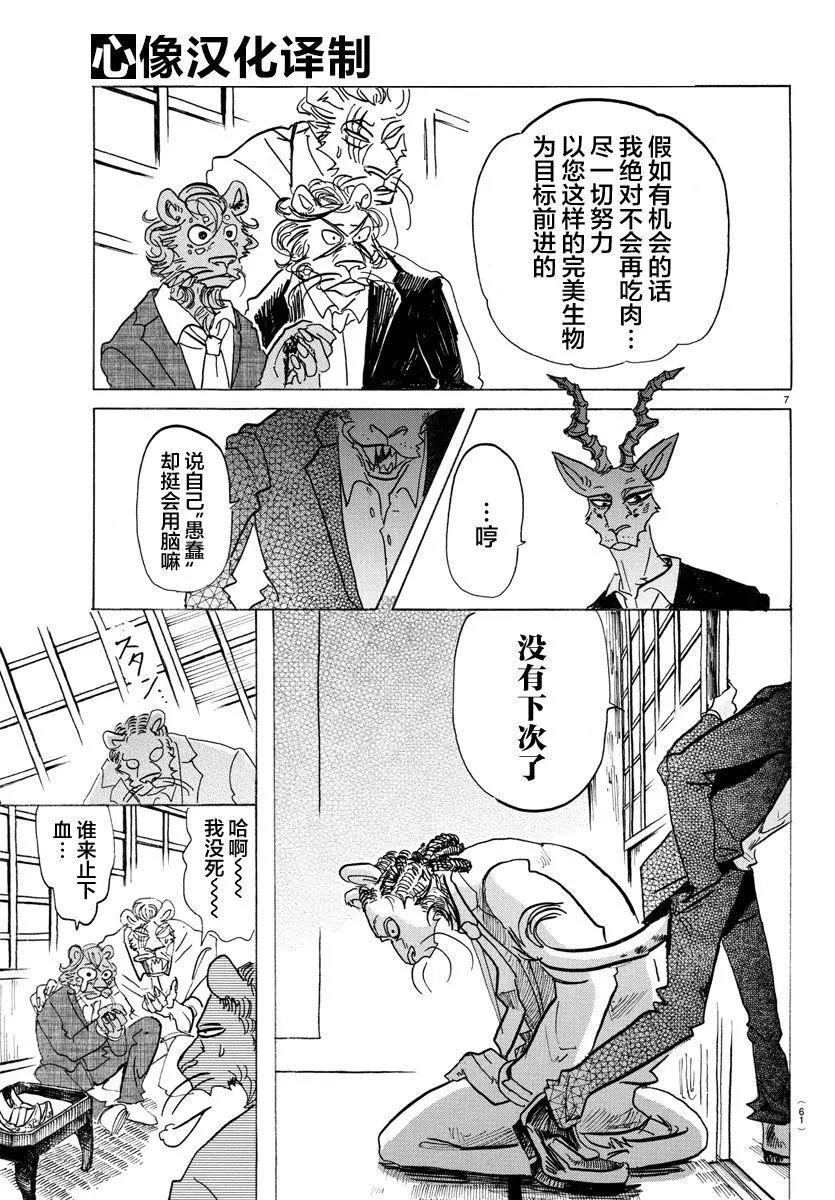 心像汉化译制
假如有机会的话
我绝对不会再吃肉…
尽一切努力
以您这样的完美生物
为目标前进的
7
…哼
说自己"愚蠢"
却挺会用脑嘛
没有下次了
スタン…
哈啊~~
我没死~~
谁来止下
血…
(61)